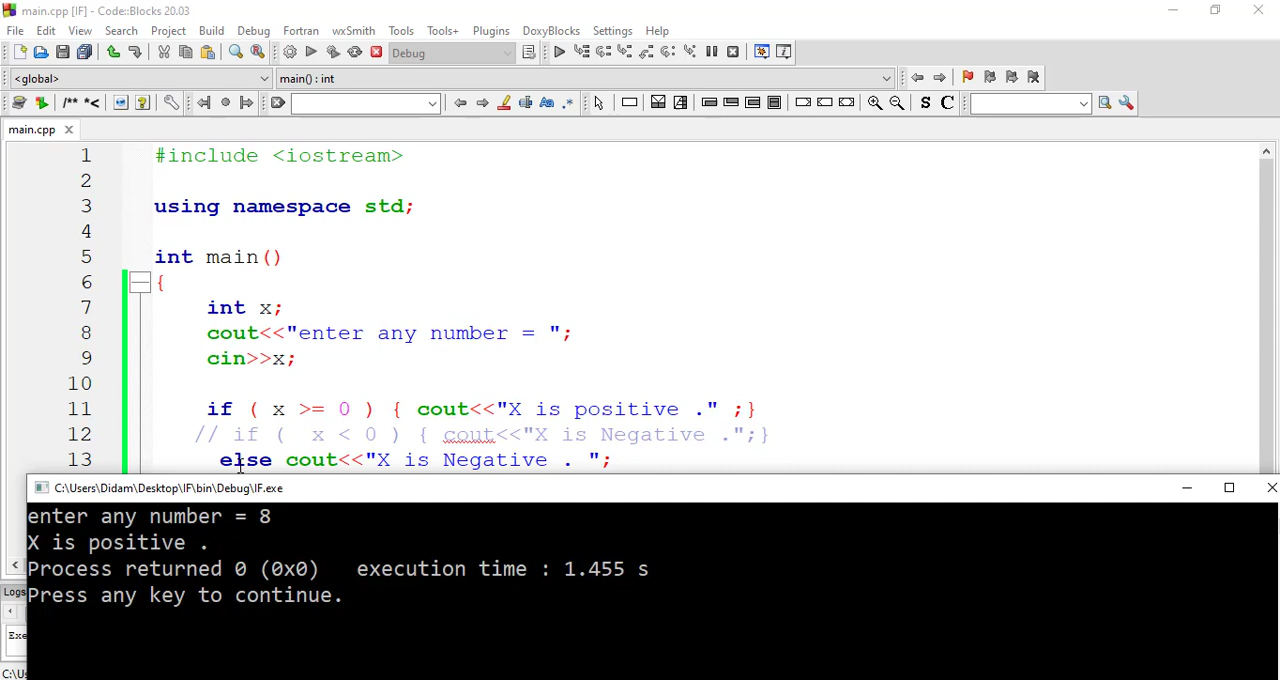 main.cpp [IF] - Code::Blocks 20.03
File Edit View Search Project Build Debug Fortran wxSmith Tools Tools+ Plugins DoxyBlocks Settings Help
Debug
<global> main() : int
/** *< S C
main.cpp
1 #include <iostream>
2
3 using namespace std;
4
5 int main()
6 {
7 int x;
8 cout<<"enter any number = ";
9 cin>>x;
10
11 if ( x >= 0 ) { cout<<"X is positive ." ;}
12 // if ( x < 0 ) { cout<<"X is Negative .";}
13 else cout<<"X is Negative . ";
C:\Users\Didam\Desktop\IF\bin\Debug\IF.exe
enter any number = 8
X is positive .
Process returned 0 (0x0) execution time : 1.455 s
Press any key to continue.
Logs
Exe
C:\Us